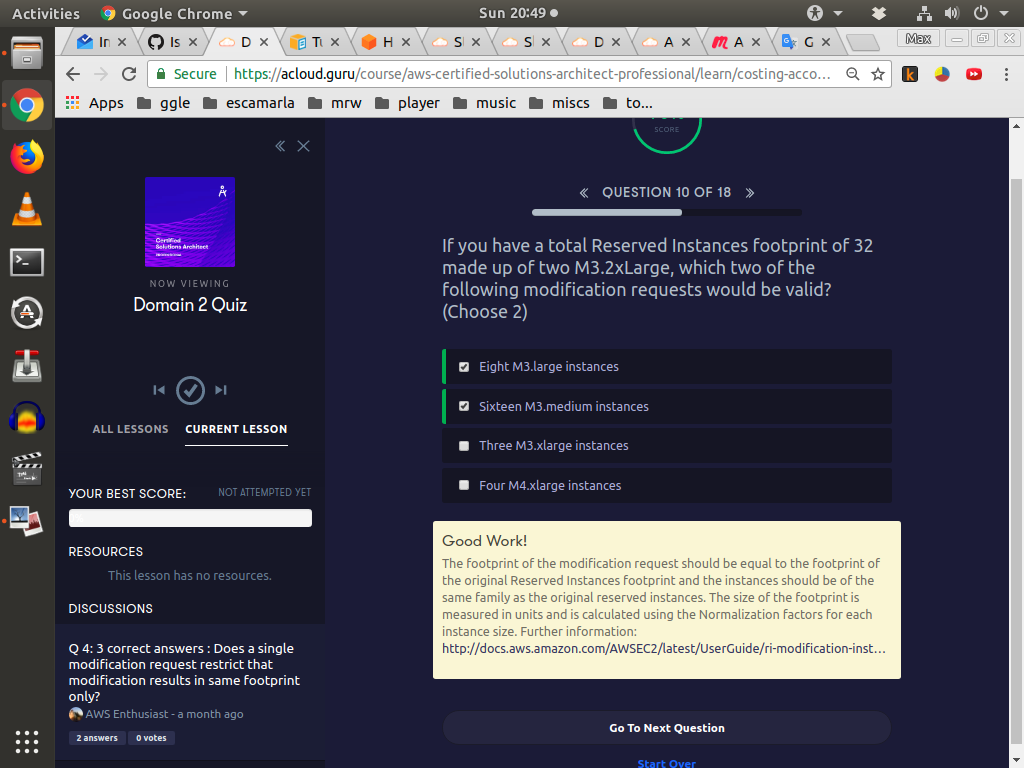 Activities
Google Chrome
Sun 20:49
Max
Secure
https://acloud.guru/course/aws-certified-solutions-architect-professional/learn/costing-acco...
Apps
ggle
escamarla
mrw
player
music
miscs
to...
Certified
Solutions Architect
NOW VIEWING
Domain 2 Quiz
ALL LESSONS
CURRENT LESSON
YOUR BEST SCORE:
NOT ATTEMPTED YET
RESOURCES
This lesson has no resources.
DISCUSSIONS
Q 4: 3 correct answers : Does a single
modification request restrict that
modification results in same footprint
only?
AWS Enthusiast - a month ago
2 answers
0 votes
SCORE
« QUESTION 10 OF 18 »
If you have a total Reserved Instances footprint of 32
made up of two M3.2xLarge, which two of the
following modification requests would be valid?
(Choose 2)
Eight M3.large instances
Sixteen M3.medium instances
Three M3.xlarge instances
Four M4.xlarge instances
Good Work!
The footprint of the modification request should be equal to the footprint of
the original Reserved Instances footprint and the instances should be of the
same family as the original reserved instances. The size of the footprint is
measured in units and is calculated using the Normalization factors for each
instance size. Further information:
http://docs.aws.amazon.com/AWSEC2/latest/UserGuide/ri-modification-inst...
Go To Next Question
Start Over